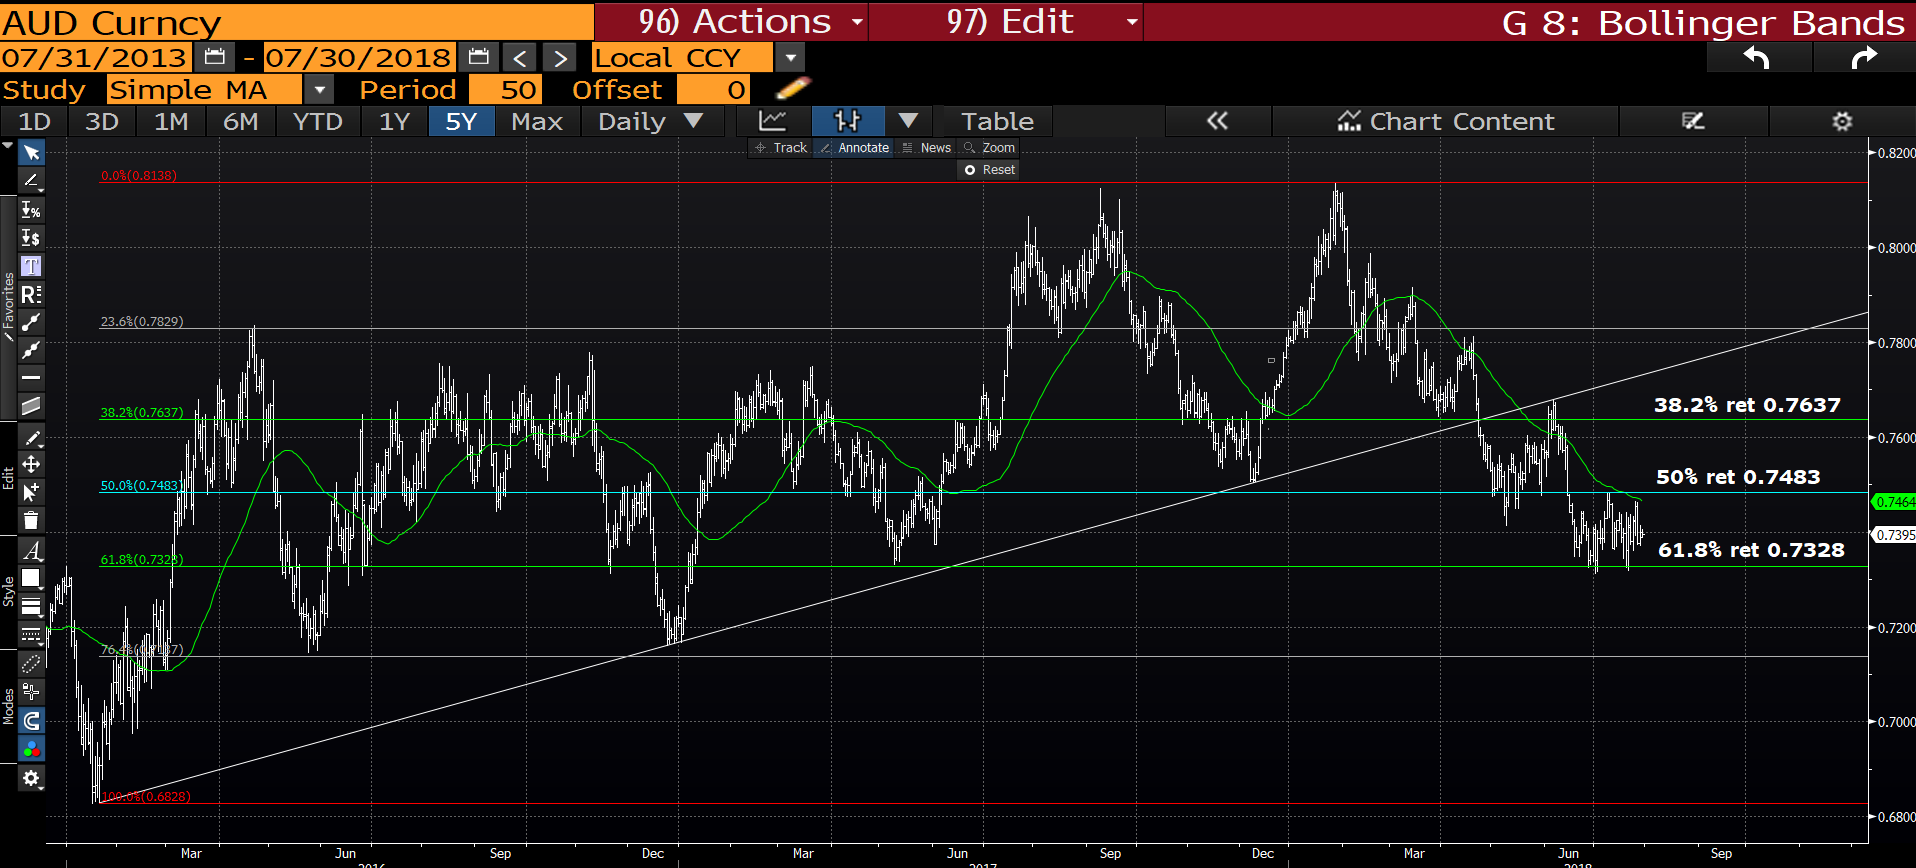 AUD Curncy 96) Actions 97) Edit G 8: Bollinger Bands
07/31/2013 - 07/30/2018 < > Local CCY
Study Simple MA Period 50 Offset 0
1D 3D 1M 6M YTD 1Y 5Y Max Daily Table « Chart Content
Track Annotate News Zoom
Reset
0.8200
0.0%(0.8138)
% 
$
T
0.8000
R
Favorites
23.6%(0.7829)
0.7800
38.2%(0.7637)
38.2% ret 0.7637
0.7600
Edit
50.0%(0.7483)
50% ret 0.7483
0.7464
0.7395
A
61.8%(0.7328)
61.8% ret 0.7328
Style
0.7200
76.4%(0.7137)
Modes
0.7000
100.0%(0.6828)
0.6800
Mar Jun Sep Dec Mar Jun Sep Dec Mar Jun Sep
2016 2017 2018